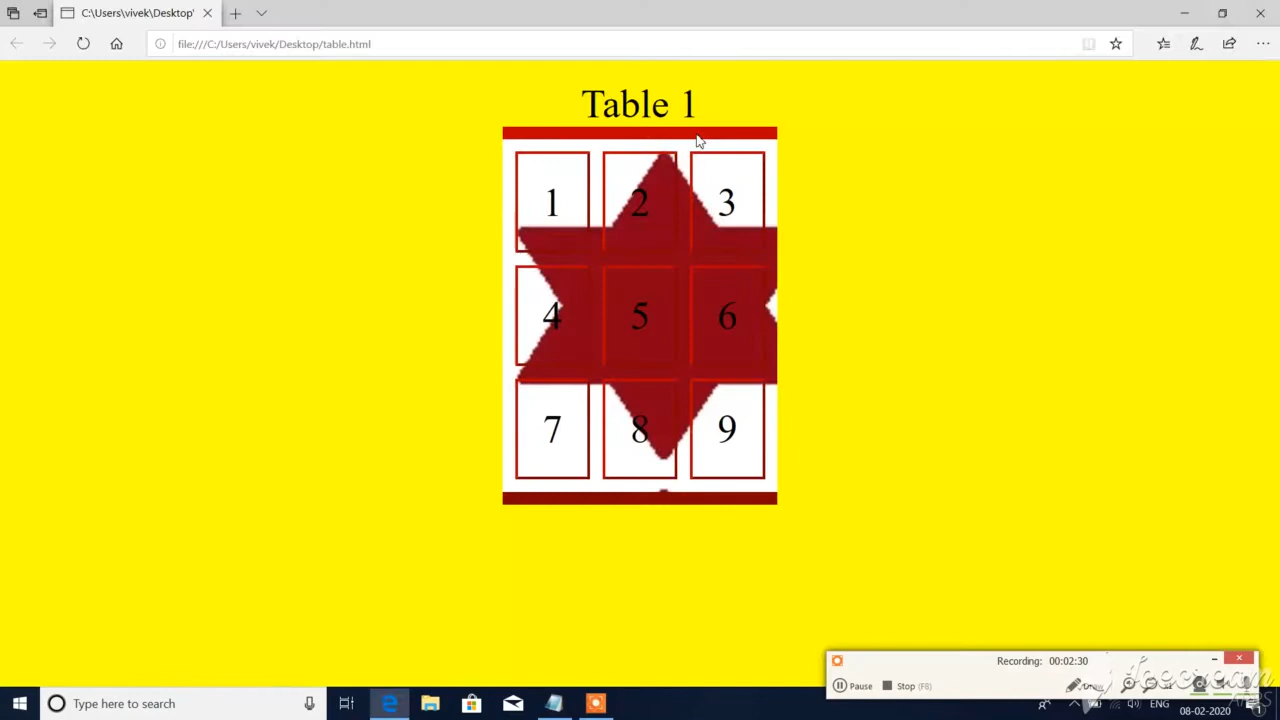 C:\Users\vivek\Desktop'
file:///C:/Users/vivek/Desktop/table.html
Table 1
1 2 3
4 5 6
7 8 9
Recording: 00:02:30
Pause Stop (F8) Draw
Type here to search
ENG
08-02-2020